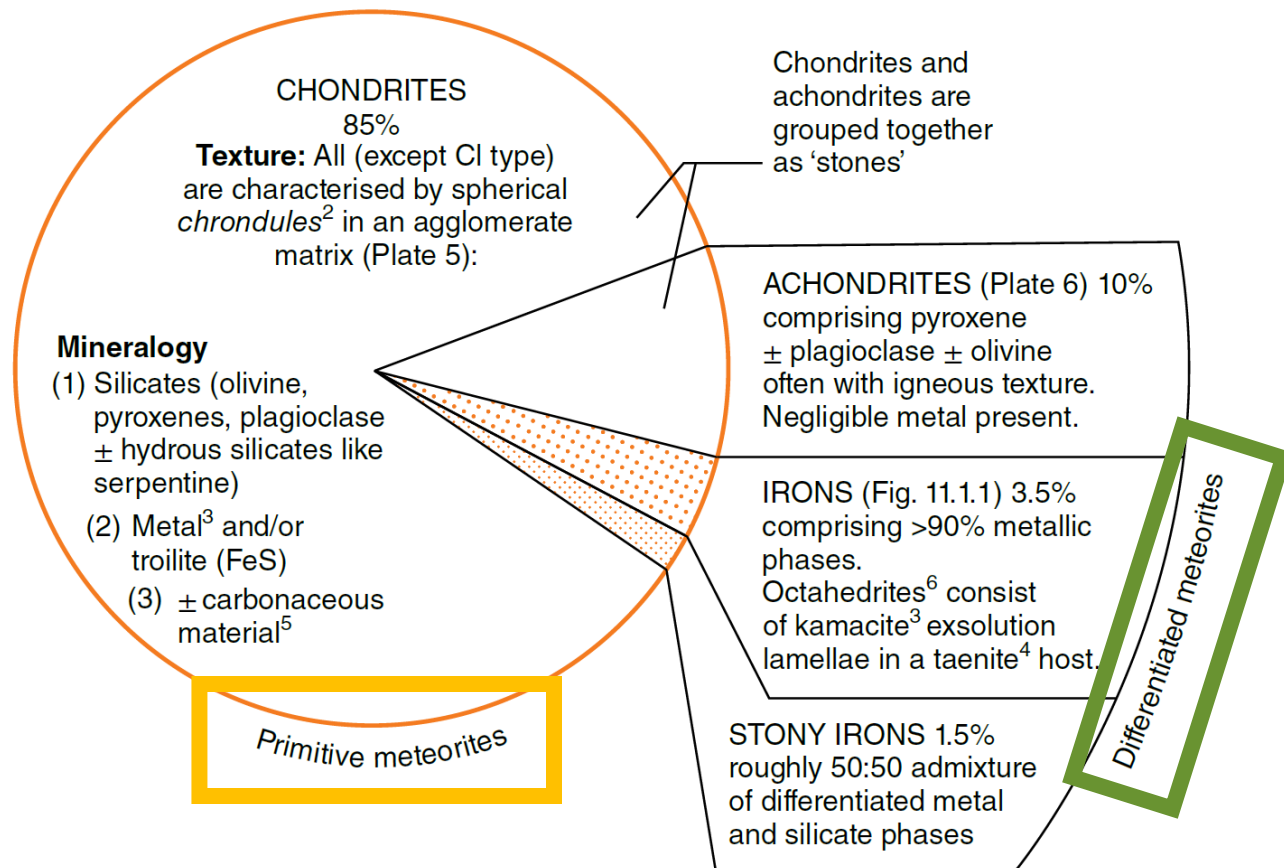 CHONDRITES
85%
Texture: All (except CI type)
are characterised by spherical
chrondules² in an agglomerate
matrix (Plate 5):
Mineralogy
(1) Silicates (olivine,
pyroxenes, plagioclase
± hydrous silicates like
serpentine)
(2) Metal³ and/or
troilite (FeS)
(3) ± carbonaceous
material⁵
Primitive meteorites
Chondrites and
achondrites are
grouped together
as ‘stones’
ACHONDRITES (Plate 6) 10%
comprising pyroxene
± plagioclase ± olivine
often with igneous texture.
Negligible metal present.
IRONS (Fig. 11.1.1) 3.5%
comprising >90% metallic
phases.
Octahedrites⁶ consist
of kamacite³ exsolution
lamellae in a taenite⁴ host.
STONY IRONS 1.5%
roughly 50:50 admixture
of differentiated metal
and silicate phases
Differentiated meteorites